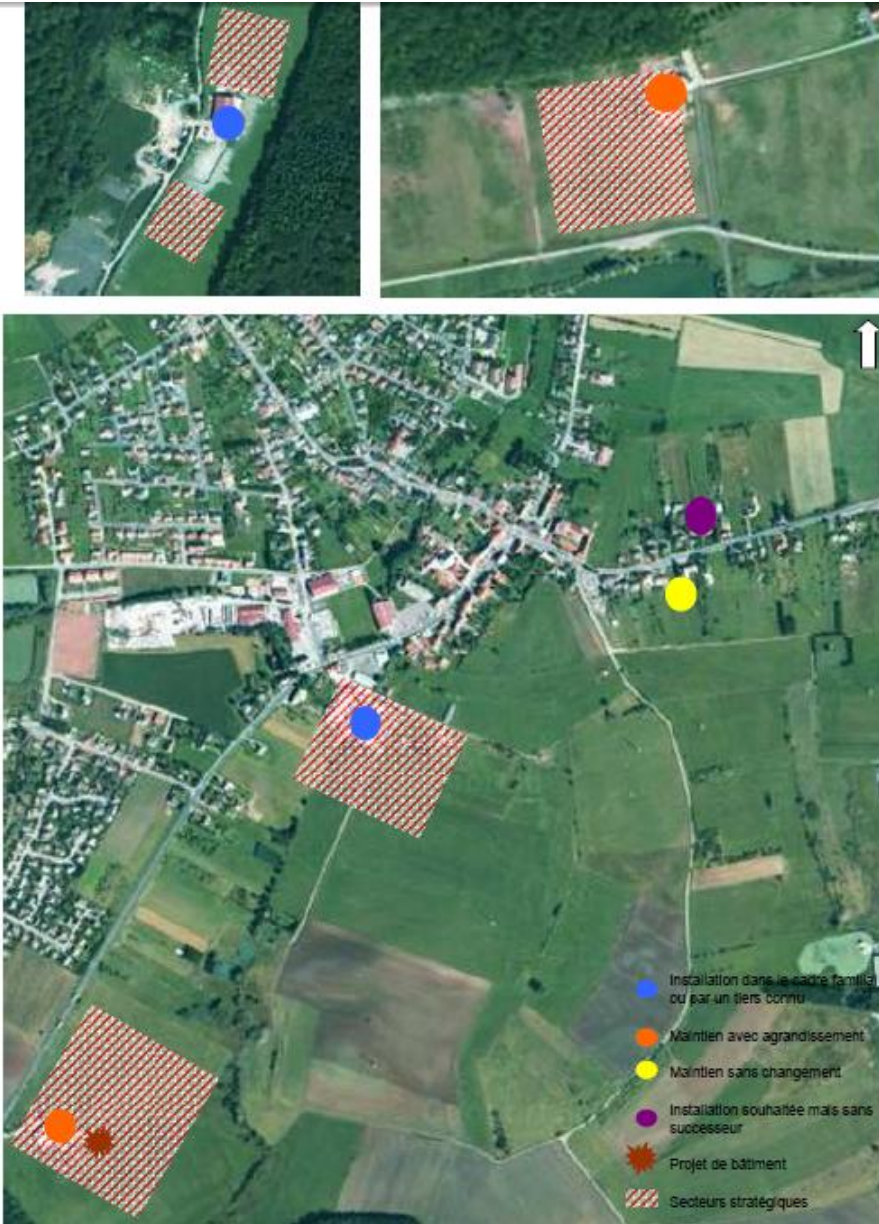 Installation dans le cadre familial
ou par un tiers connu
Maintien avec agrandissement
Maintien sans changement
Installation souhaitée mais sans
successeur
Projet de bâtiment
Secteurs stratégiques